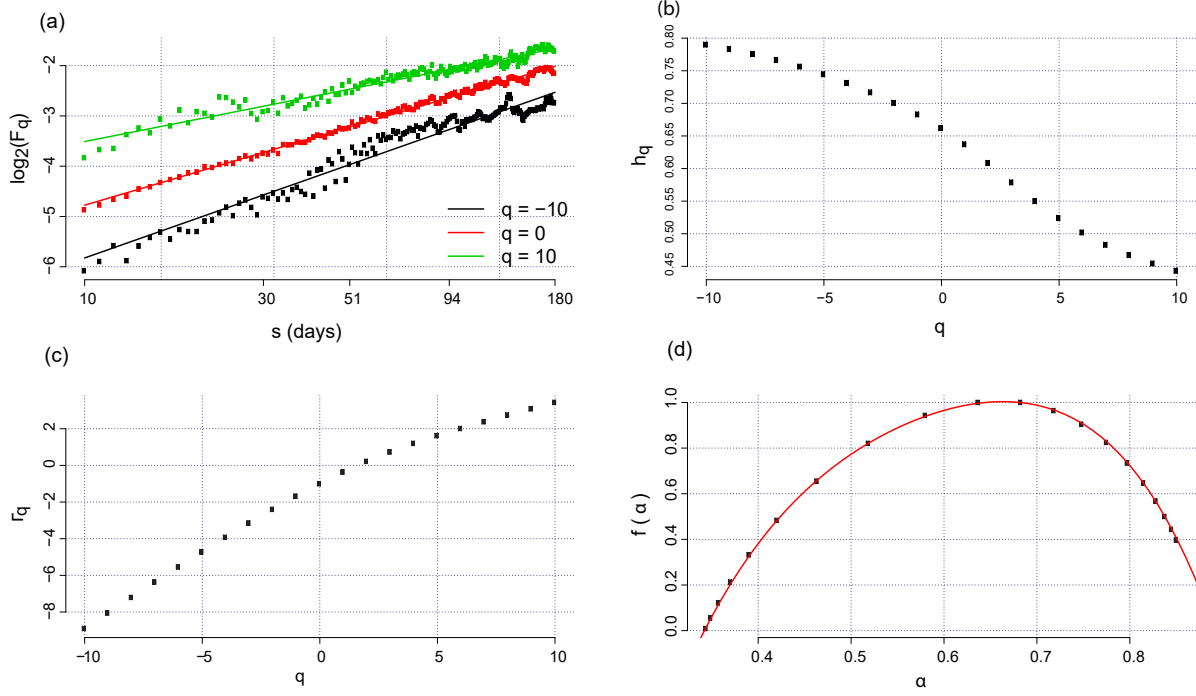 (a)
log2(Fq)
−2
−3
−4
−5
−6
q = −10
q = 0
q = 10
10 30 51 94 180
s (days)
(b)
hq
0.80
0.75
0.70
0.65
0.60
0.55
0.50
0.45
−10 −5 0 5 10
q
(c)
rq
2
0
−2
−4
−6
−8
−10 −5 0 5 10
q
(d)
f ( α )
1.0
0.8
0.6
0.4
0.2
0.0
0.4 0.5 0.6 0.7 0.8
α